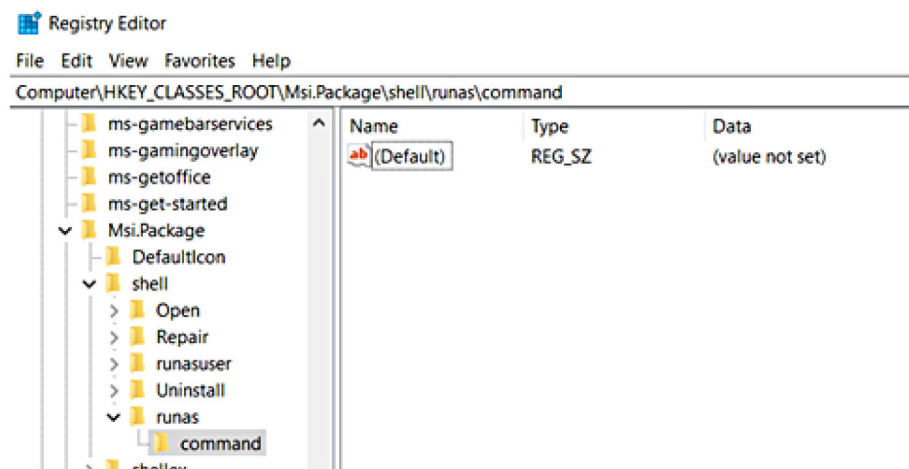 Registry Editor
File Edit View Favorites Help
Computer\HKEY_CLASSES_ROOT\Msi.Package\shell\runas\command
Name Type Data
ab (Default) REG_SZ (value not set)
ms-gamebarservices
ms-gamingoverlay
ms-getoffice
ms-get-started
Msi.Package
DefaultIcon
shell
Open
Repair
runasuser
Uninstall
runas
command
shellex